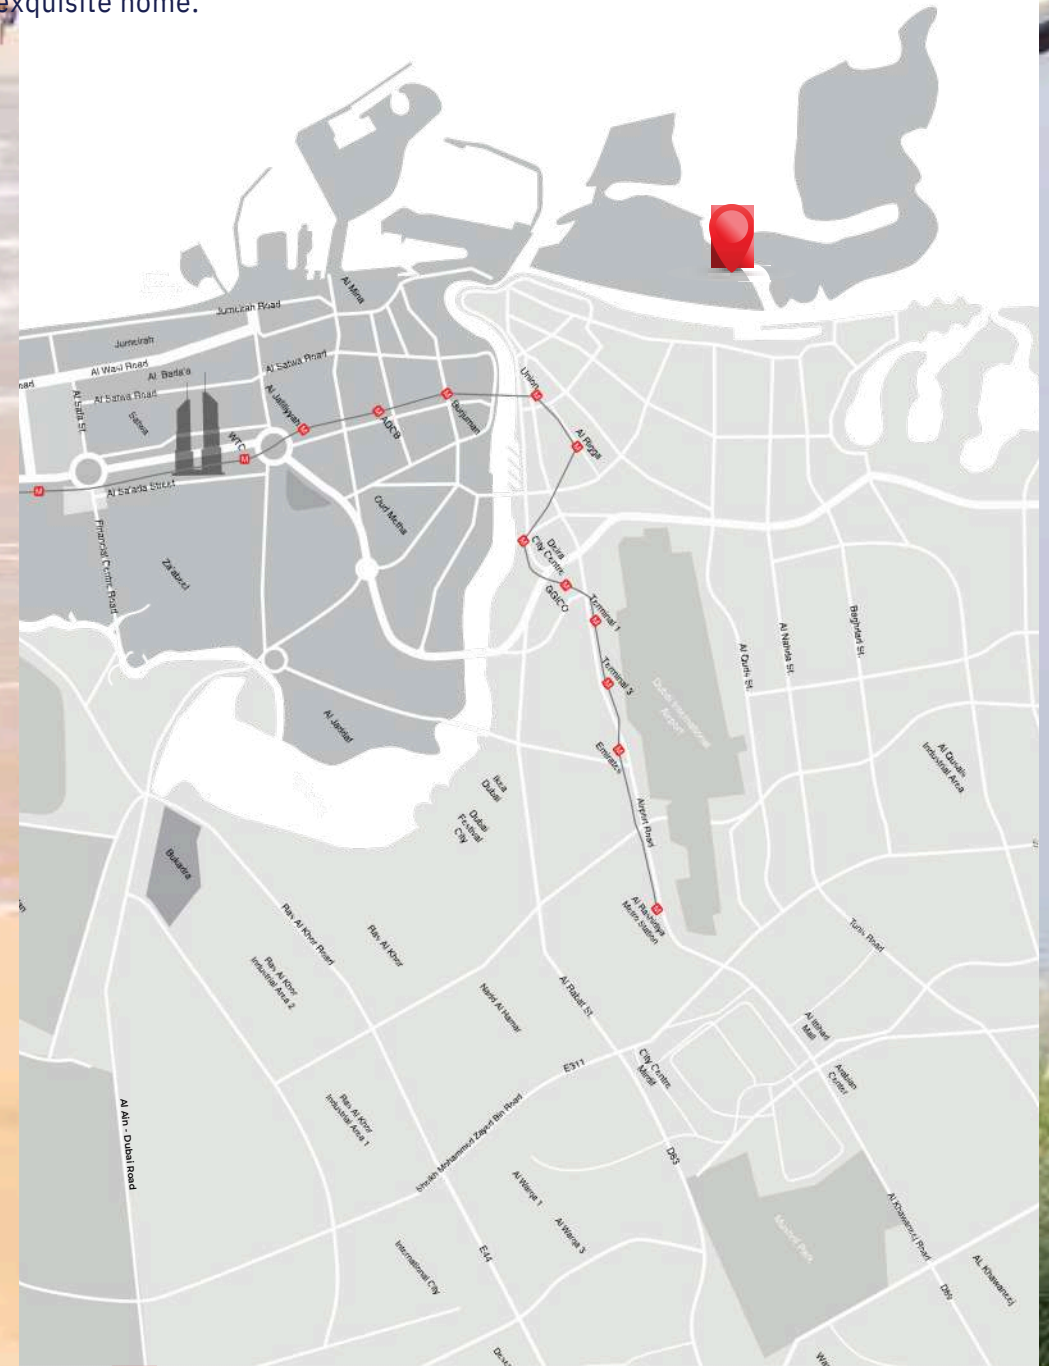 exquisite home.
Al Mina
Jumeirah Road
Jumeirah
Al Wasl Road
Al Bada'a
Al Satwa Road
Al Satwa Road
Al Safa St.
Satwa
Al Jafiliyyah
WTC
ADCB
Burjuman
Union
Al Rigga
Al Sa'ada Street
Oud Metha
Za'abeel
Financial Centre Road
Deira
City Centre
GGICO
Terminal 1
Terminal 3
Emirates
Dubai International
Airport
Airport Road
Al Quds St.
Al Nahda St.
Baghdad St.
Al Qusais
Industrial Area
Al Jaddaf
Ikea
Dubai
Dubai
Festival
City
Al Rashidiya
Metro Station
Tunis Road
Ras Al Khor Road
Ras Al Khor
Ras Al Khor
Industrial Area 2
Nadd Al Hamar
Al Rabat St.
Al Ittihad
Mall
Arabian
Center
City Centre
Mirdif
E311
Ras Al Khor
Industrial Area 1
Sheikh Mohammed Zayed Bin Road
Al Ain - Dubai Road
D83
Al Warqa 1
Al Warqa 3
Mushrif Park
International City
E44
Al Khawaneej Road
D89
AL Khawaneej